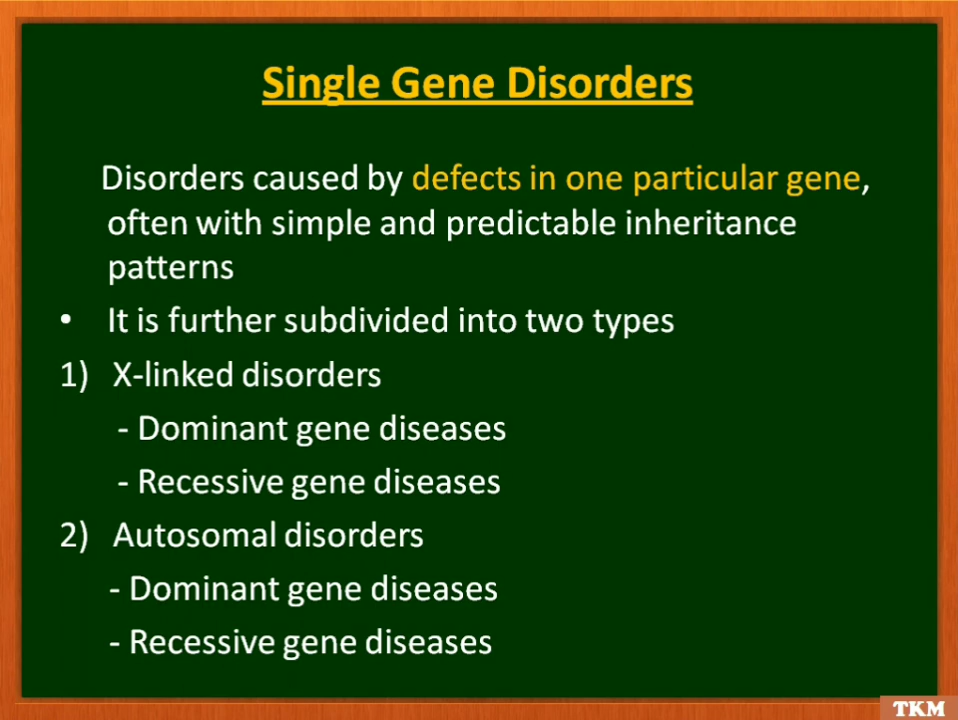 Single Gene Disorders
Disorders caused by defects in one particular gene,
often with simple and predictable inheritance
patterns
• It is further subdivided into two types
1) X-linked disorders
- Dominant gene diseases
- Recessive gene diseases
2) Autosomal disorders
- Dominant gene diseases
- Recessive gene diseases
TKM